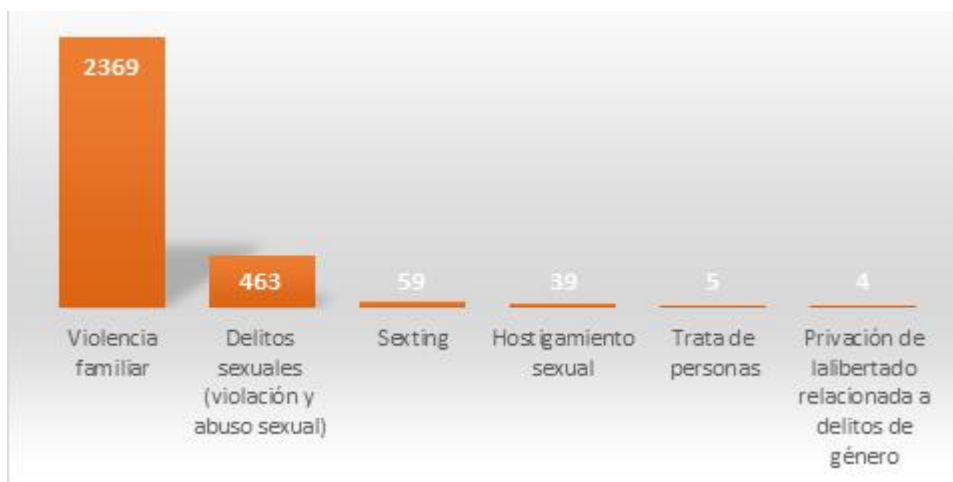 2369
463
59
39
5
4
Violencia
familiar
Delitos
sexuales
(violación y
abuso sexual)
Sexting
Hostigamiento
sexual
Trata de
personas
Privación de
lalibertado
relacionada a
delitos de
género